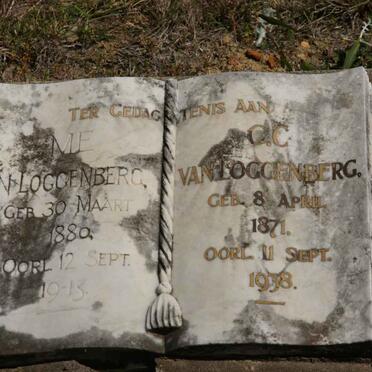 TER GEDAGTENIS AAN
M.E
N LOGGENBERG.
GEB 30 MAART
1880.
OORL 12 SEPT.
C.C
VAN LOGGENBERG.
GEB. 8 APRIL
1871.
OORL. 11 SEPT.
1938.